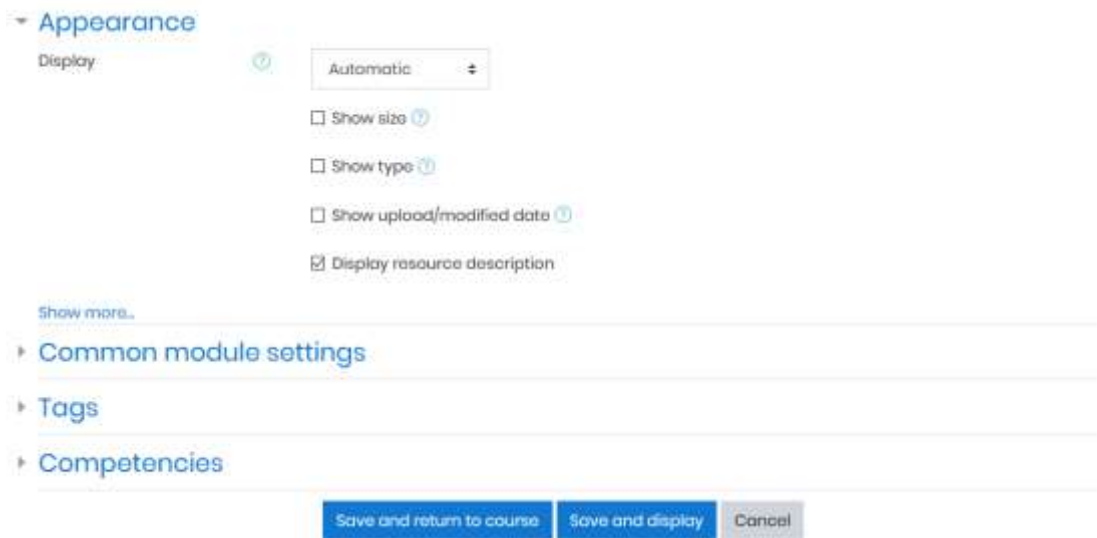 Appearance
Display
Automatic
Show size
Show type
Show upload/modified date
Display resource description
Show more...
Common module settings
Tags
Competencies
Save and return to course Save and display Cancel